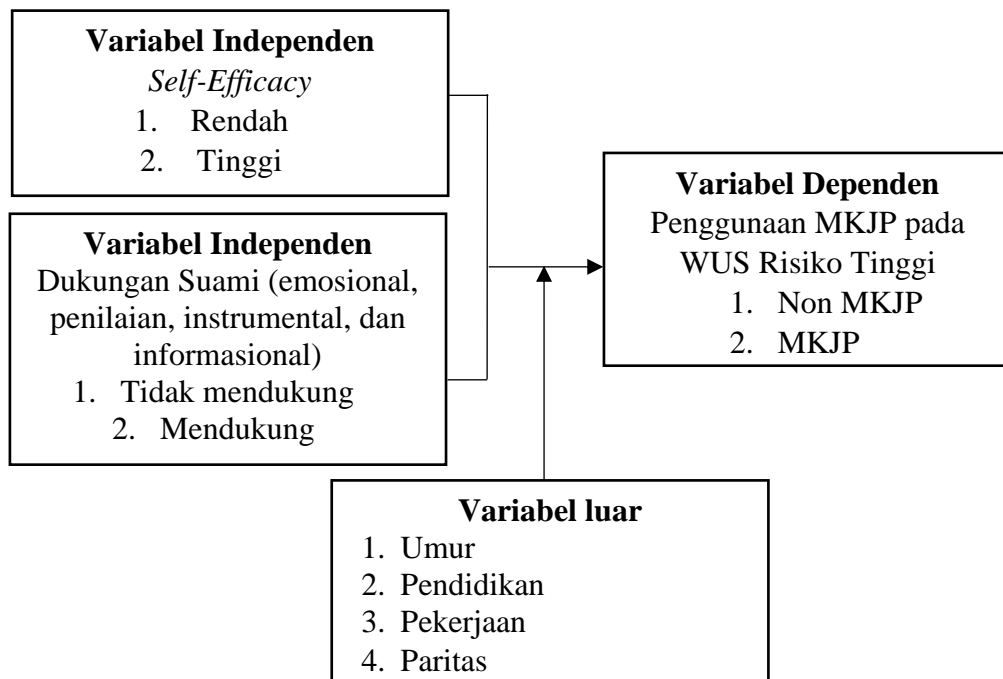 Variabel Independen
Self-Efficacy
1. Rendah
2. Tinggi
Variabel Independen
Dukungan Suami (emosional,
penilaian, instrumental, dan
informasional)
1. Tidak mendukung
2. Mendukung
Variabel Dependen
Penggunaan MKJP pada
WUS Risiko Tinggi
1. Non MKJP
2. MKJP
Variabel luar
1. Umur
2. Pendidikan
3. Pekerjaan
4. Paritas